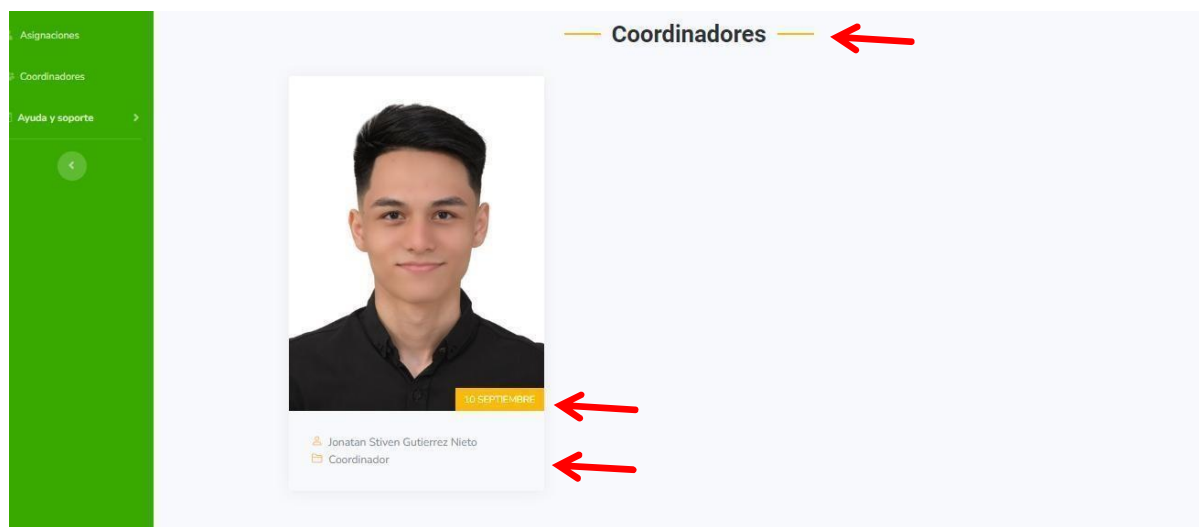 Asignaciones
Coordinadores
Ayuda y soporte
Coordinadores
10 SEPTIEMBRE
Jonatan Stiven Gutierrez Nieto
Coordinador